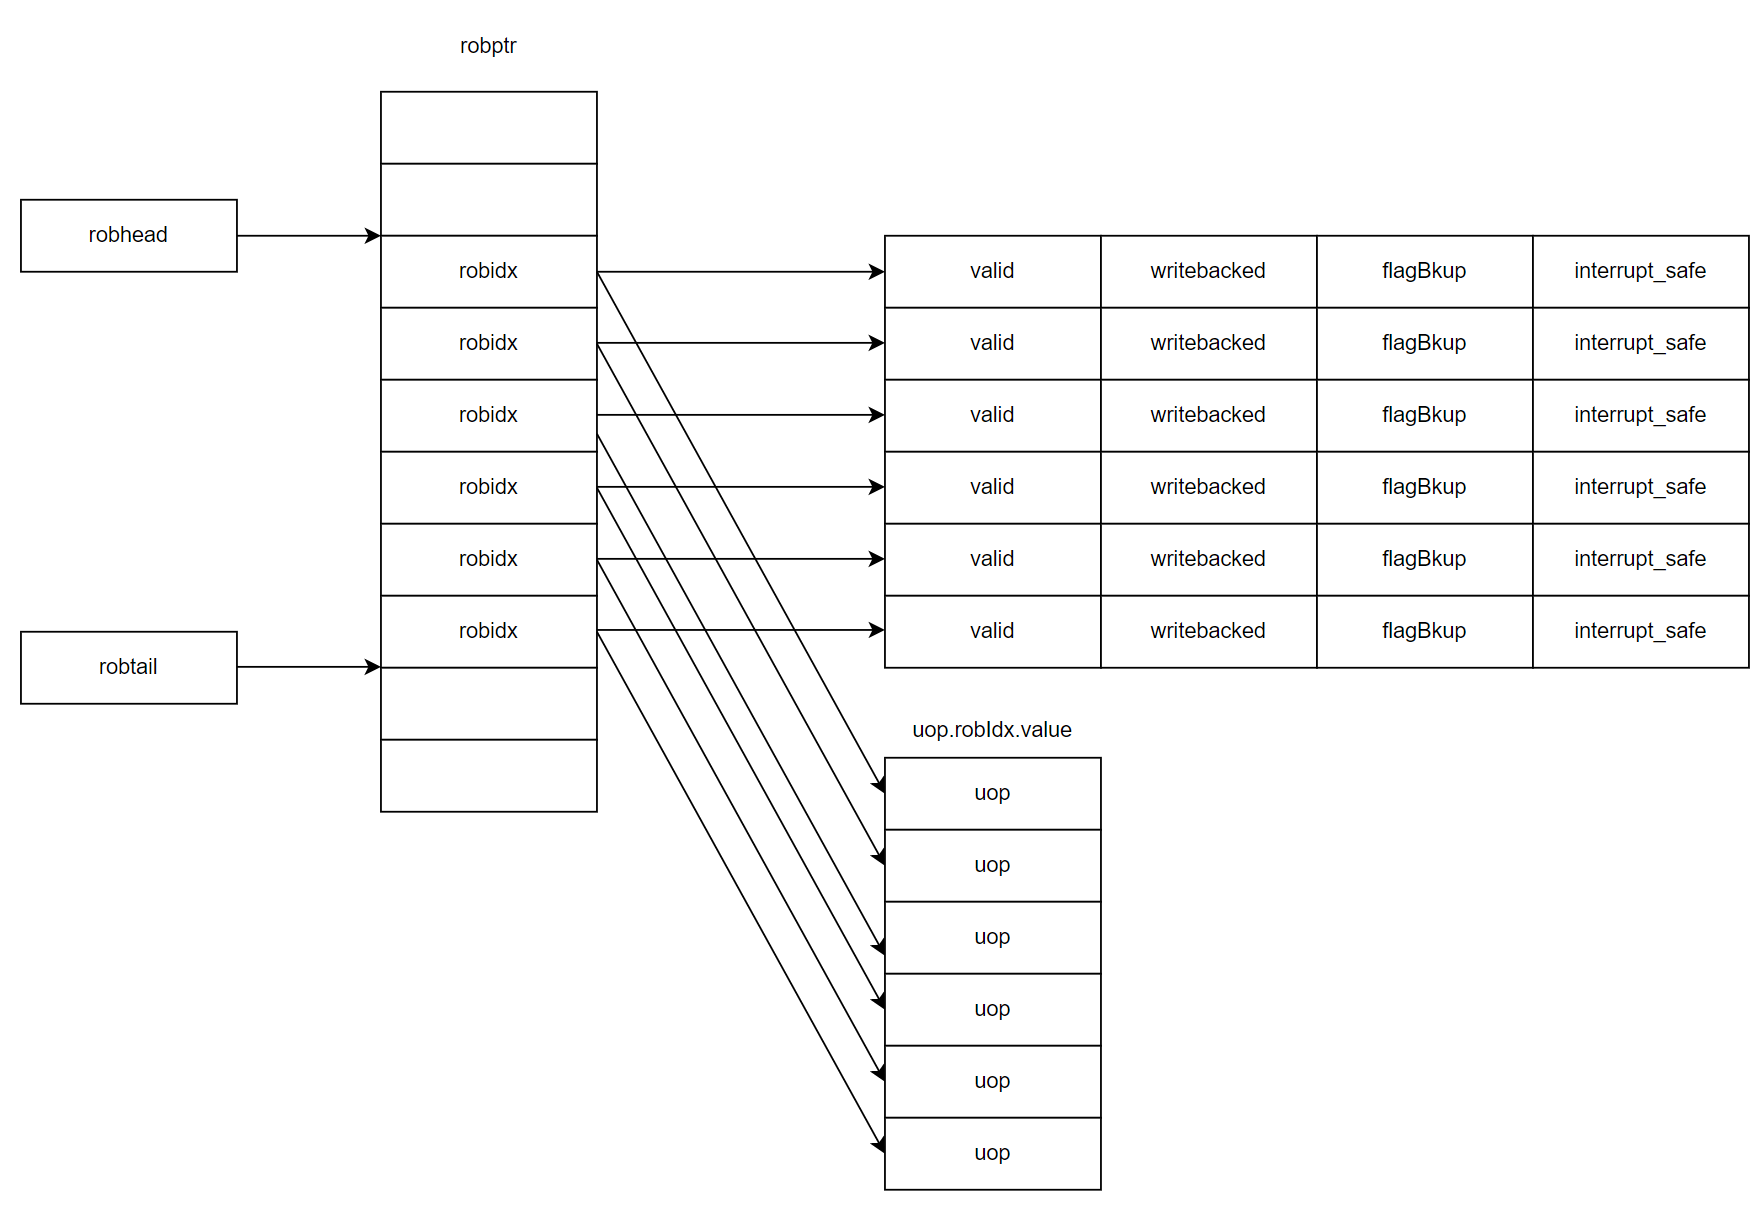 robptr
robhead
robidx valid writebacked flagBkup interrupt_safe
robidx valid writebacked flagBkup interrupt_safe
robidx valid writebacked flagBkup interrupt_safe
robidx valid writebacked flagBkup interrupt_safe
robidx valid writebacked flagBkup interrupt_safe
robidx valid writebacked flagBkup interrupt_safe
robtail
uop.robIdx.value
uop
uop
uop
uop
uop
uop